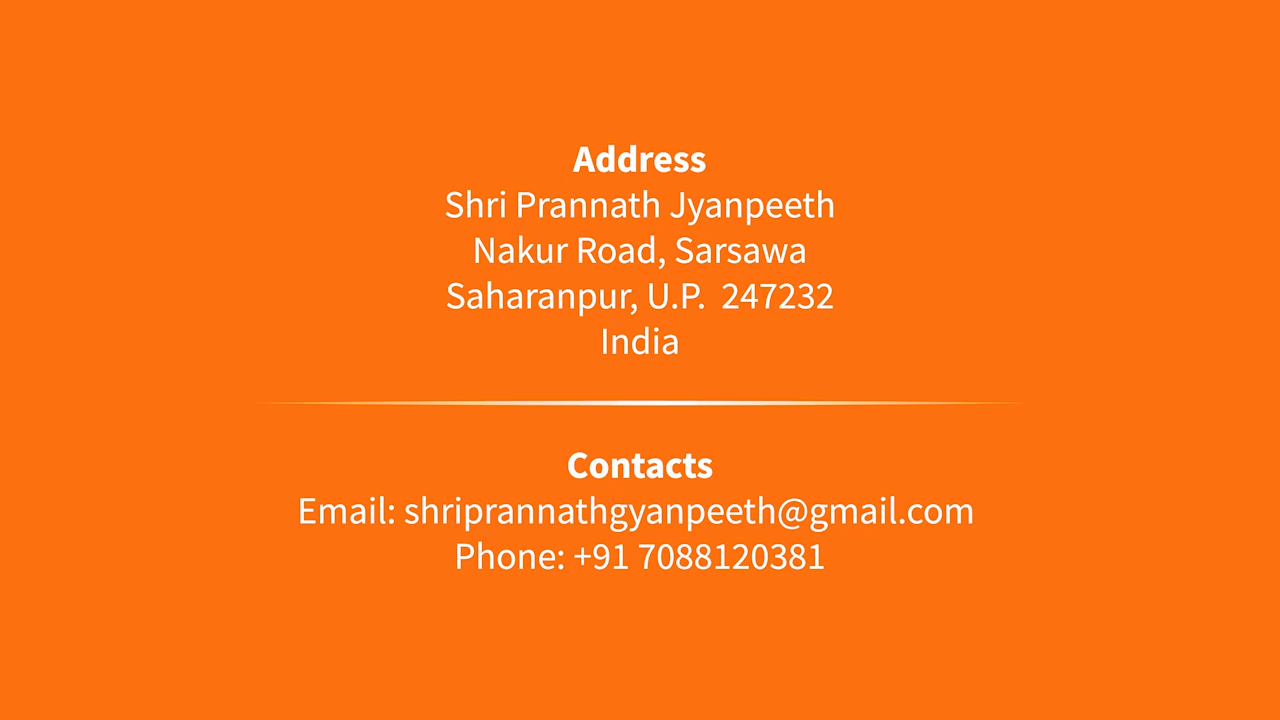 Address
Shri Prannath Jyanpeeth
Nakur Road, Sarsawa
Saharanpur, U.P.  247232
India
Contacts
Email: shriprannathgyanpeeth@gmail.com
Phone: +91 7088120381